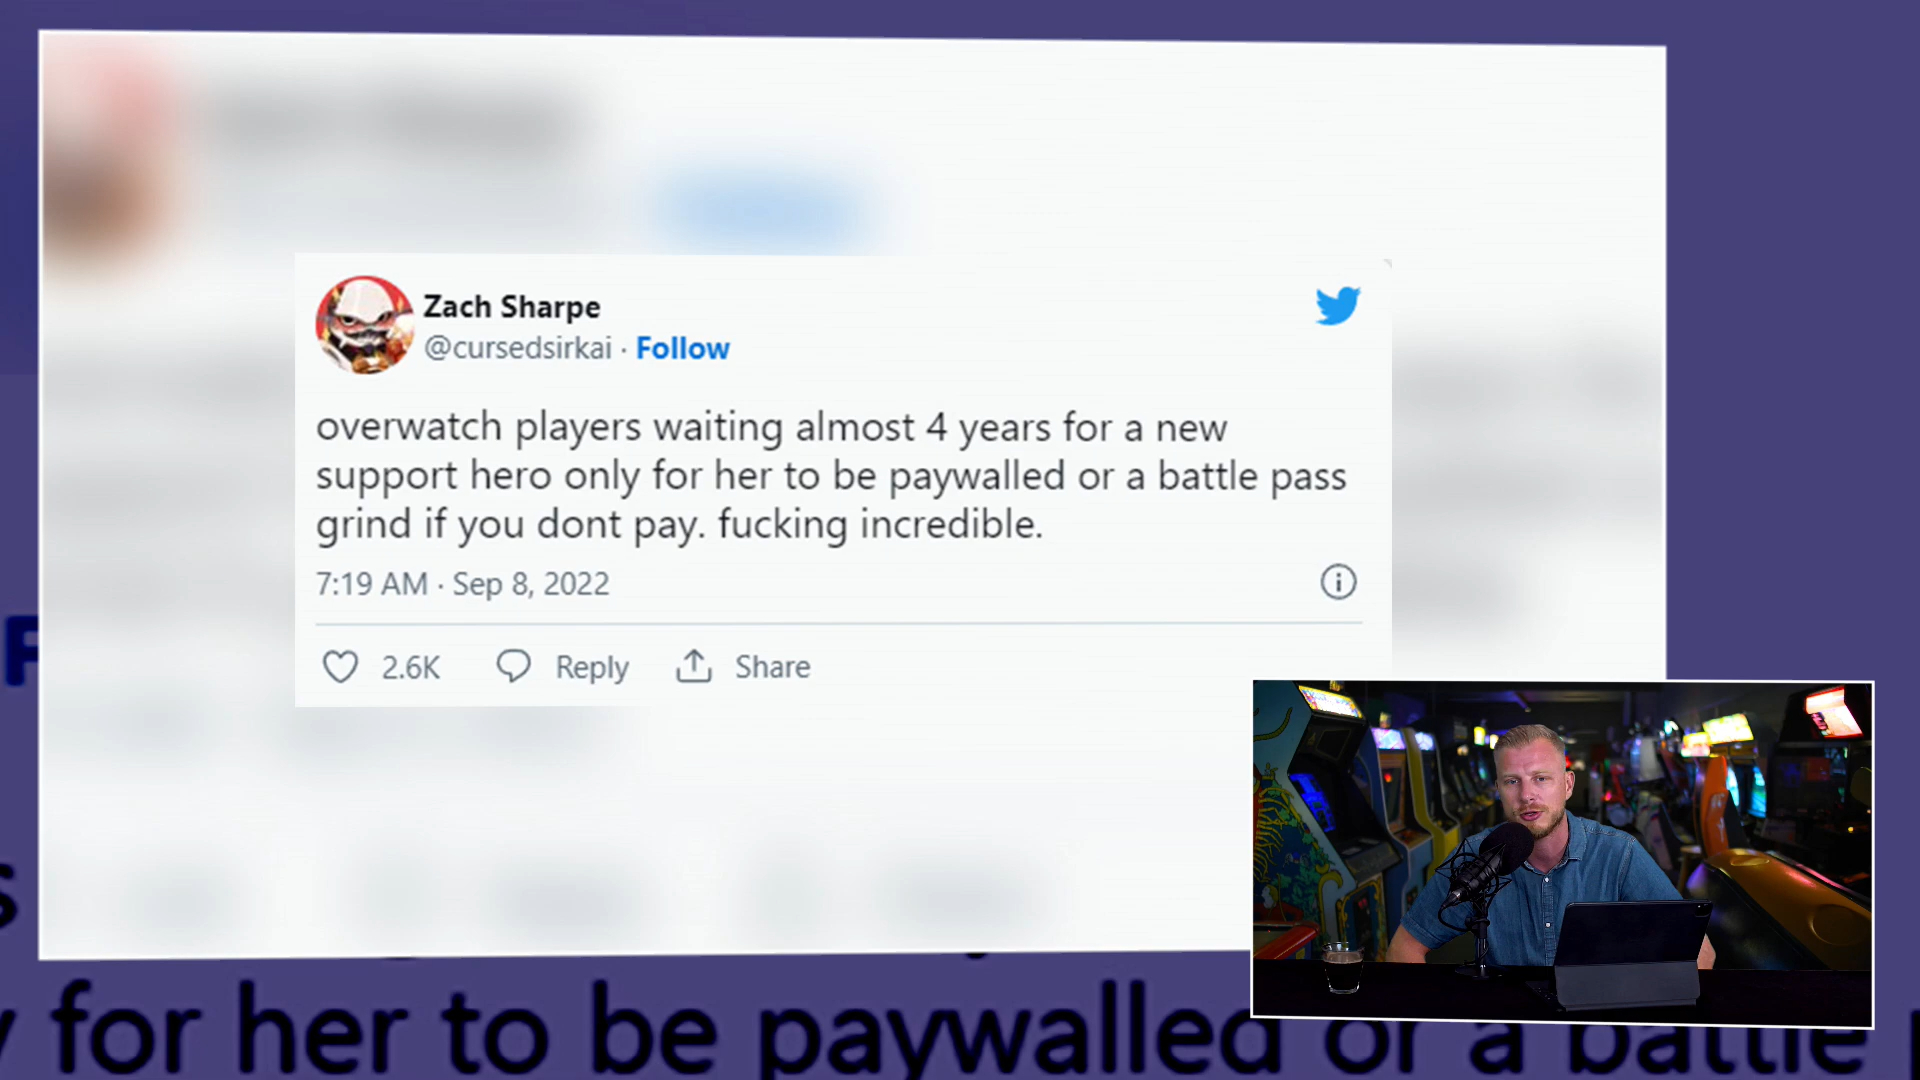 Zach Sharpe
@cursedsirkai · Follow
overwatch players waiting almost 4 years for a new
support hero only for her to be paywalled or a battle pass
grind if you dont pay. fucking incredible.
7:19 AM · Sep 8, 2022
2.6K
Reply
Share
for her to be paywalled or a battle